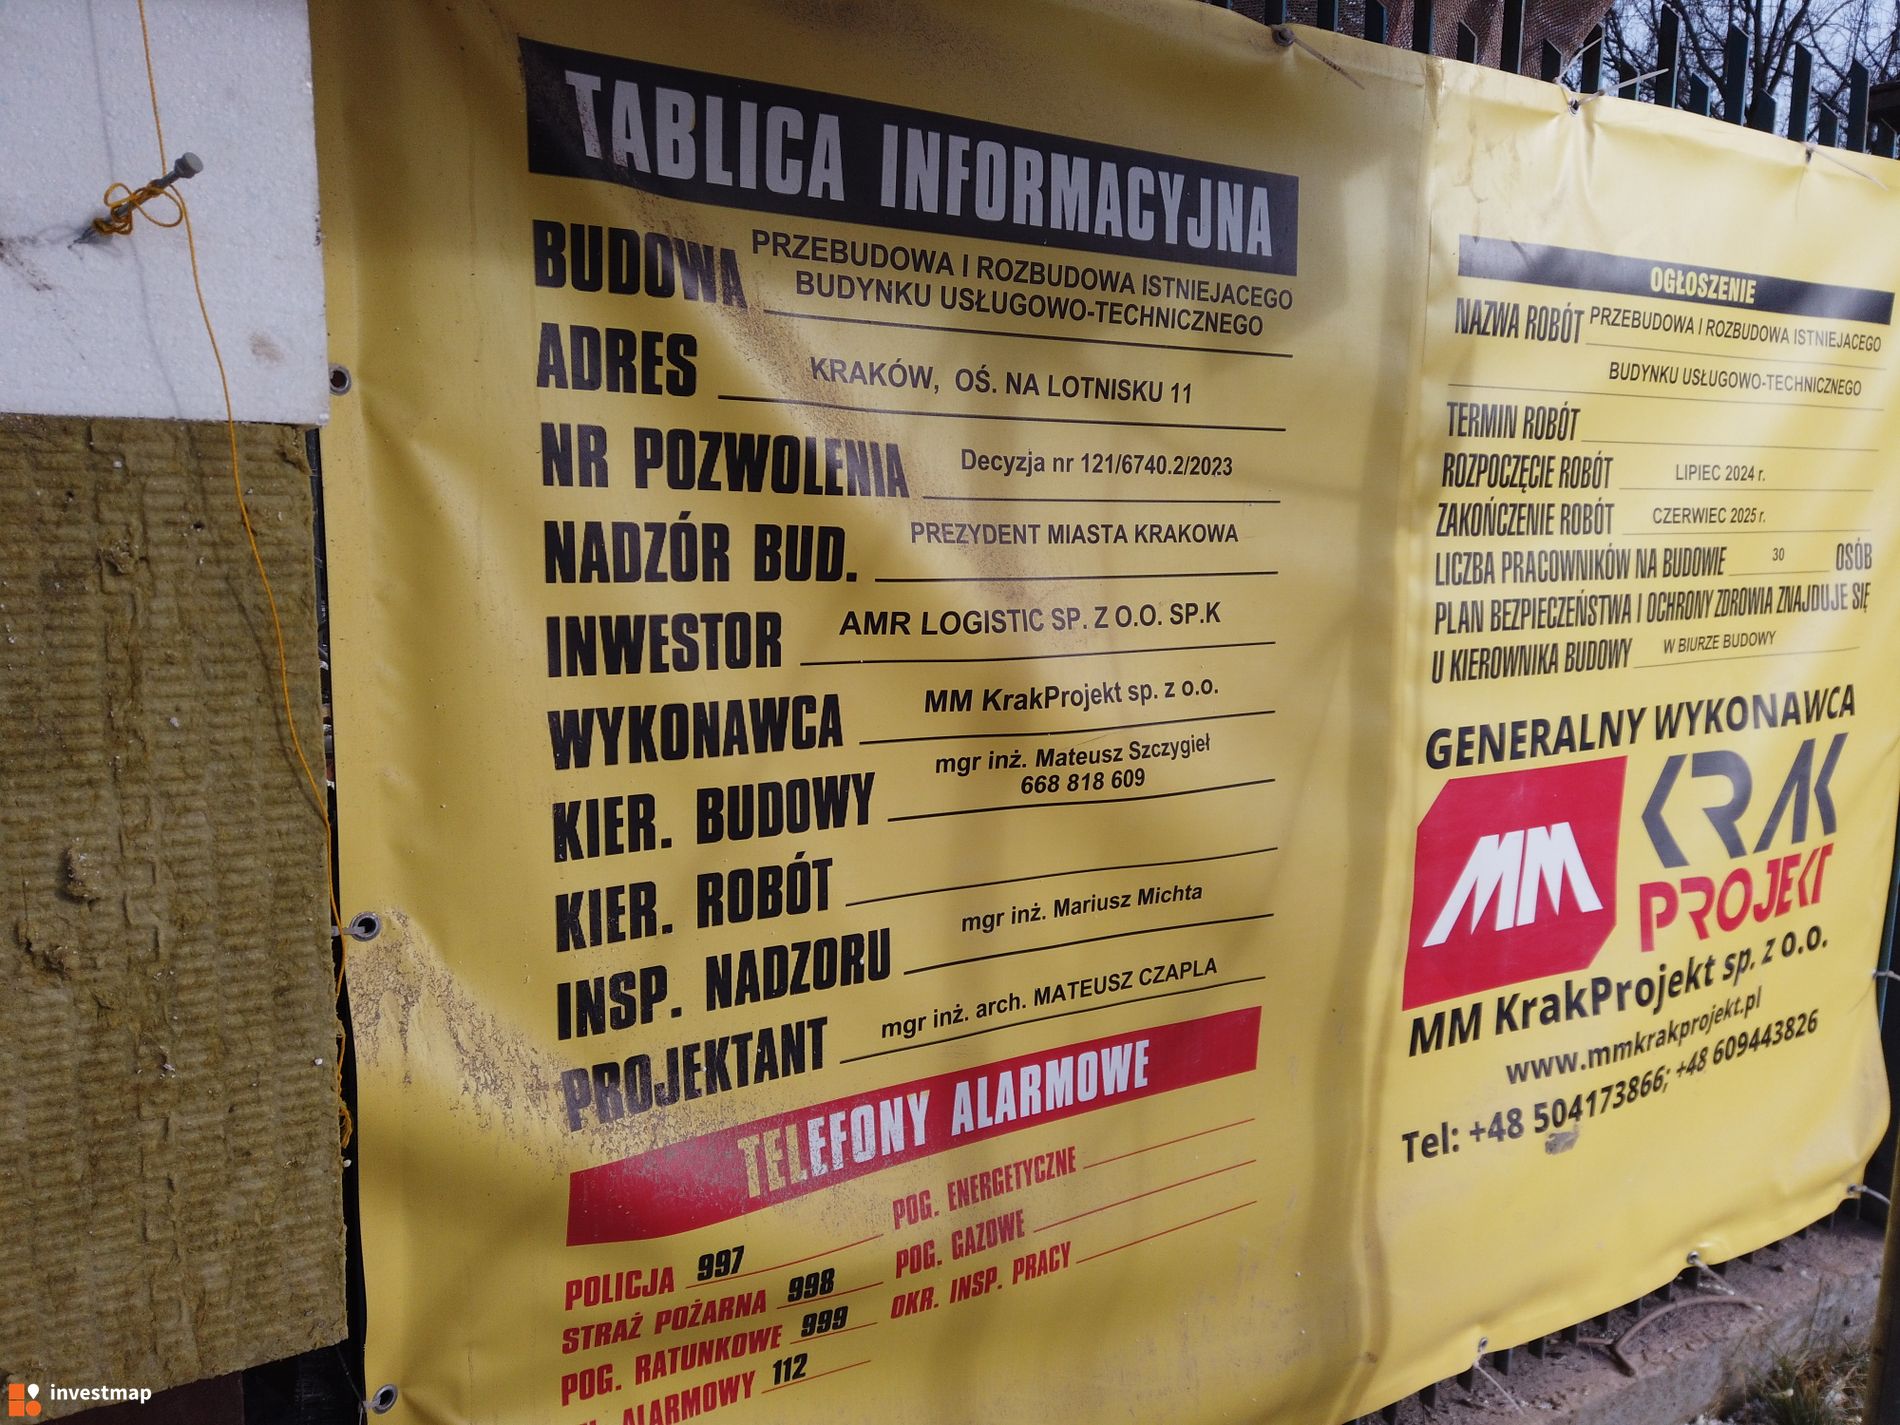 TABLICA INFORMACYJNA
BUDOWA PRZEBUDOWA I ROZBUDOWA ISTNIEJACEGO
BUDYNKU USŁUGOWO-TECHNICZNEGO
ADRES KRAKÓW, OŚ. NA LOTNISKU 11
NR POZWOLENIA Decyzja nr 121/6740.2/2023
NADZÓR BUD. PREZYDENT MIASTA KRAKOWA
INWESTOR AMR LOGISTIC SP. Z O.O. SP.K
WYKONAWCA MM KrakProjekt sp. z o.o.
KIER. BUDOWY mgr inż. Mateusz Szczygieł
668 818 609
KIER. ROBÓT
INSP. NADZORU mgr inż. Mariusz Michta
PROJEKTANT mgr inż. arch. MATEUSZ CZAPLA
TELEFONY ALARMOWE
POLICJA 997
STRAŻ POŻARNA 998
POG. RATUNKOWE 999
ALARMOWY 112
POG. ENERGETYCZNE
POG. GAZOWE
OKR. INSP. PRACY
OGŁOSZENIE
NAZWA ROBÓT PRZEBUDOWA I ROZBUDOWA ISTNIEJACEGO
BUDYNKU USŁUGOWO-TECHNICZNEGO
TERMIN ROBÓT
ROZPOCZĘCIE ROBÓT LIPIEC 2024 r.
ZAKOŃCZENIE ROBÓT CZERWIEC 2025 r.
LICZBA PRACOWNIKÓW NA BUDOWIE 30 OSÓB
PLAN BEZPIECZEŃSTWA I OCHRONY ZDROWIA ZNAJDUJE SIĘ
U KIEROWNIKA BUDOWY W BIURZE BUDOWY
GENERALNY WYKONAWCA
MM KRAK
PROJEKT
MM KrakProjekt sp. z o.o.
www.mmkrakprojekt.pl
Tel: +48 504173866; +48 609443826
investmap